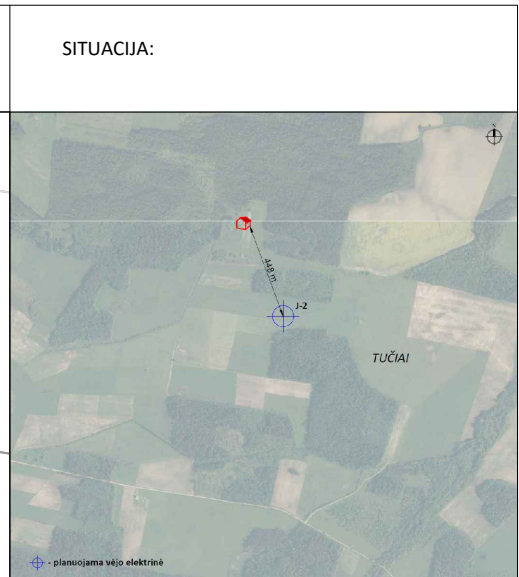 SITUACIJA:
N
448 m
J-2
TUČIAI
- planuojama vėjo elektrinė